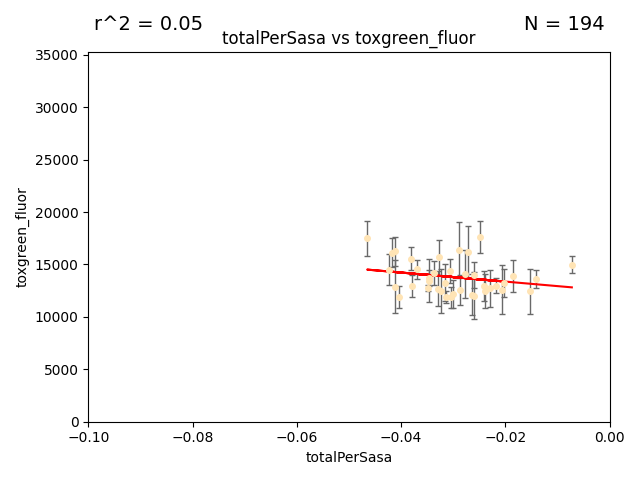 r^2 = 0.05
N = 194
totalPerSasa vs toxgreen_fluor
35000
30000
25000
20000
15000
10000
5000
0
toxgreen_fluor
−0.10
−0.08
−0.06
−0.04
−0.02
0.00
totalPerSasa